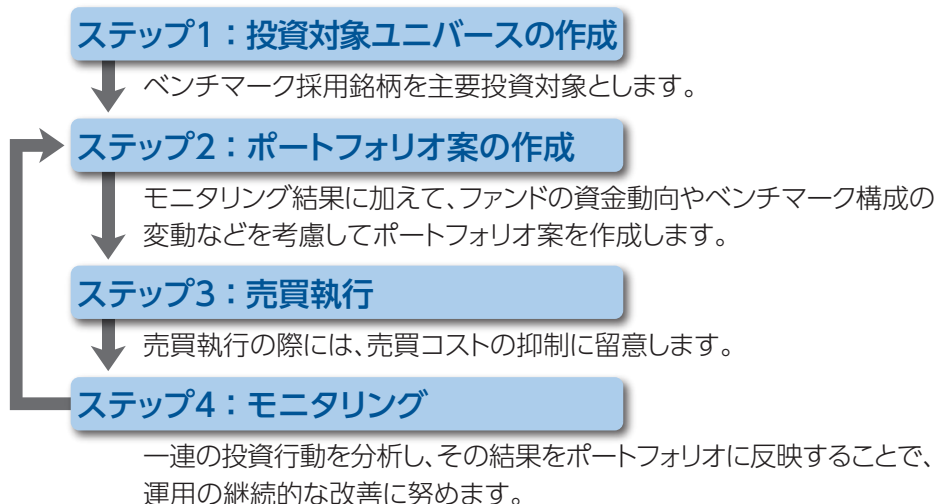 ステップ1：投資対象ユニバースの作成
ベンチマーク採用銘柄を主要投資対象とします。
ステップ2：ポートフォリオ案の作成
モニタリング結果に加えて、ファンドの資金動向やベンチマーク構成の
変動などを考慮してポートフォリオ案を作成します。
ステップ3：売買執行
売買執行の際には、売買コストの抑制に留意します。
ステップ4：モニタリング
一連の投資行動を分析し、その結果をポートフォリオに反映することで、
運用の継続的な改善に努めます。